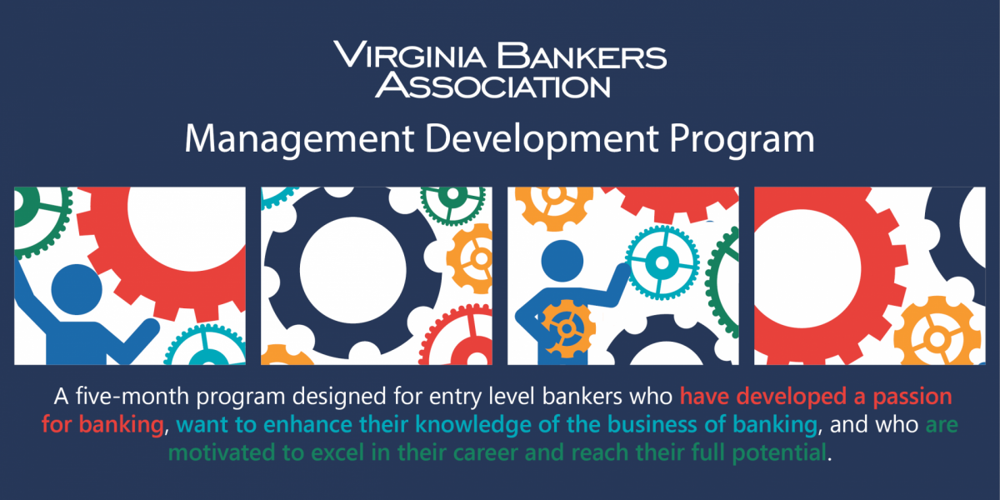 VIRGINIA BANKERS
ASSOCIATION
Management Development Program
A five-month program designed for entry level bankers who have developed a passion
for banking, want to enhance their knowledge of the business of banking, and who are
motivated to excel in their career and reach their full potential.